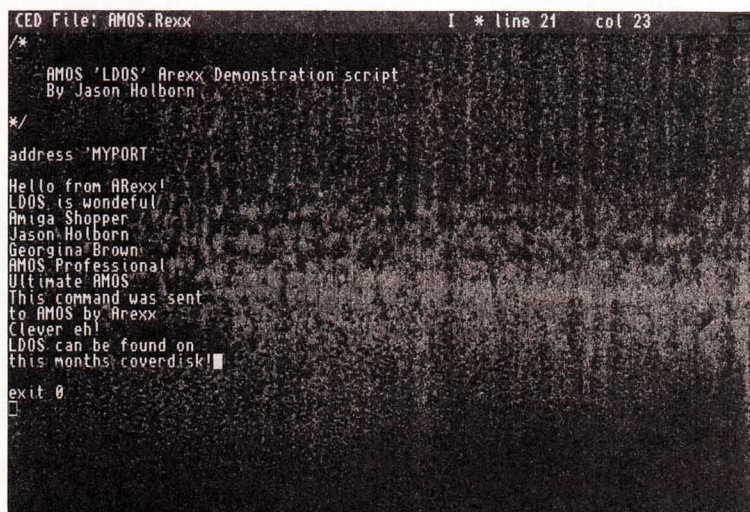 CED File: AMOS.Rexx I * line 21 col 23
/*
AMOS 'LDOS' Arexx Demonstration script
By Jason Holborn
*/
address 'MYPORT'
Hello from ARexx!
LDOS is wondeful
Amiga Shopper
Jason Holborn
Georgina Brown
AMOS Professional
Ultimate AMOS
This command was sent
to AMOS by Arexx
Clever eh!
LDOS can be found on
this months coverdisk!
exit 0